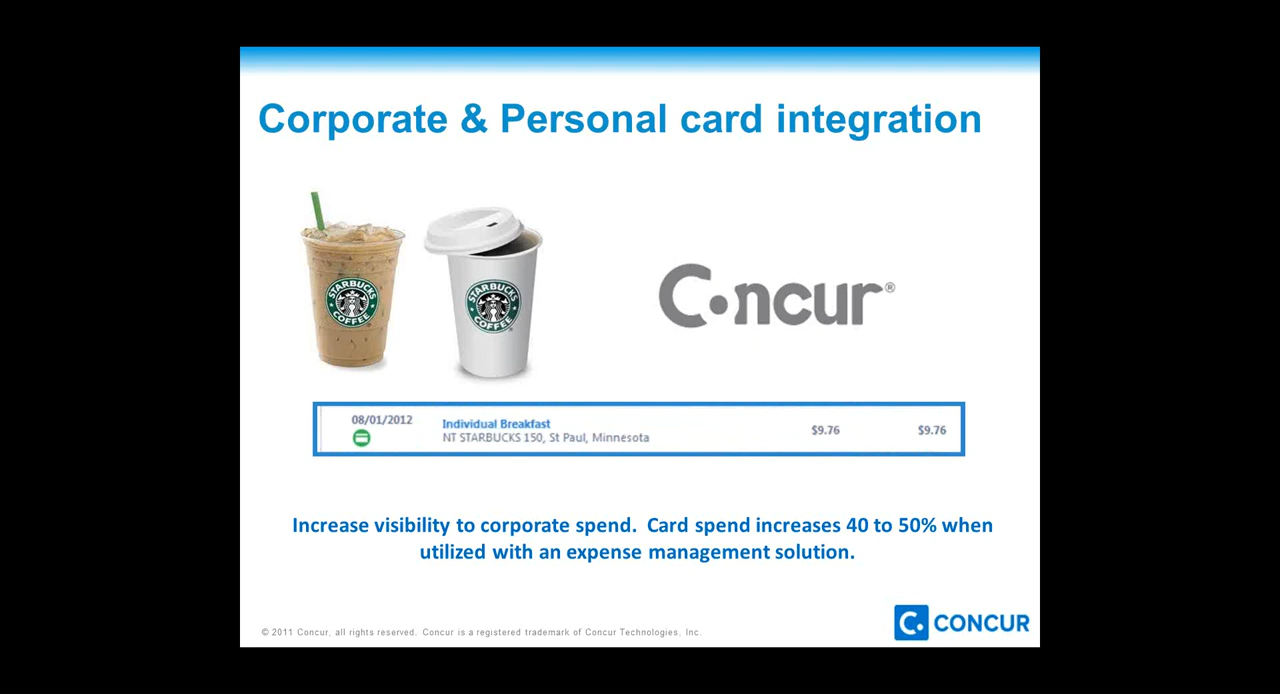 Corporate & Personal card integration
STARBUCKS
COFFEE
STARBUCKS
COFFEE
C•ncur®
08/01/2012
Individual Breakfast
NT STARBUCKS 150, St Paul, Minnesota
$9.76
$9.76
Increase visibility to corporate spend.  Card spend increases 40 to 50% when
utilized with an expense management solution.
© 2011 Concur, all rights reserved. Concur is a registered trademark of Concur Technologies, Inc.
C. CONCUR